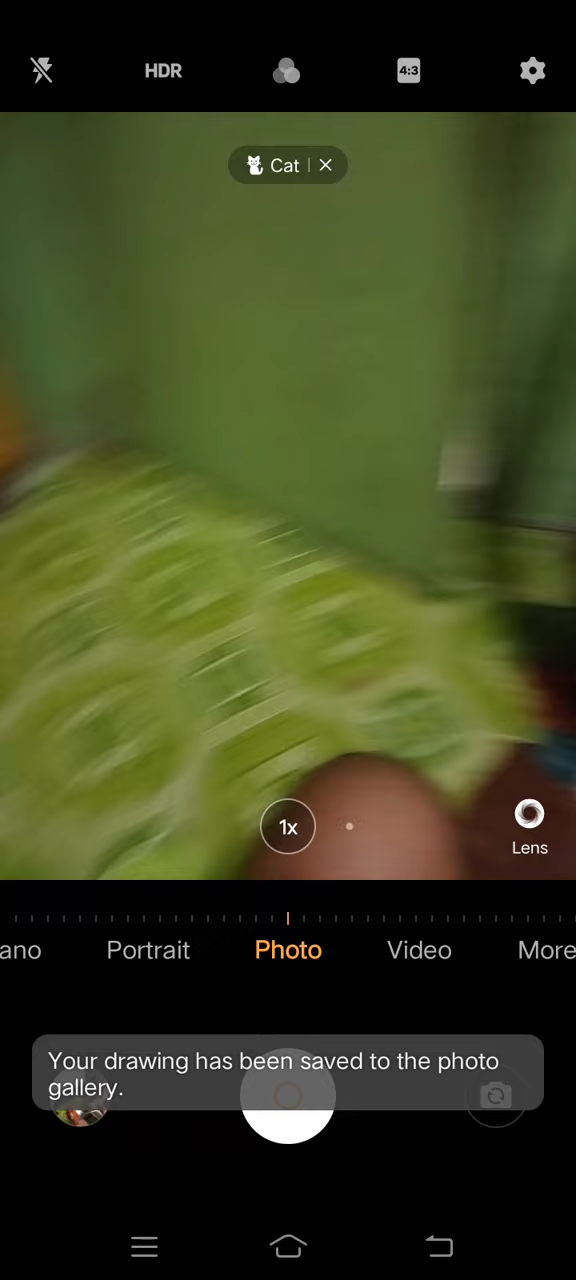 HDR
4:3
Cat
1x
Lens
ano
Portrait
Photo
Video
More
Your drawing has been saved to the photo
gallery.